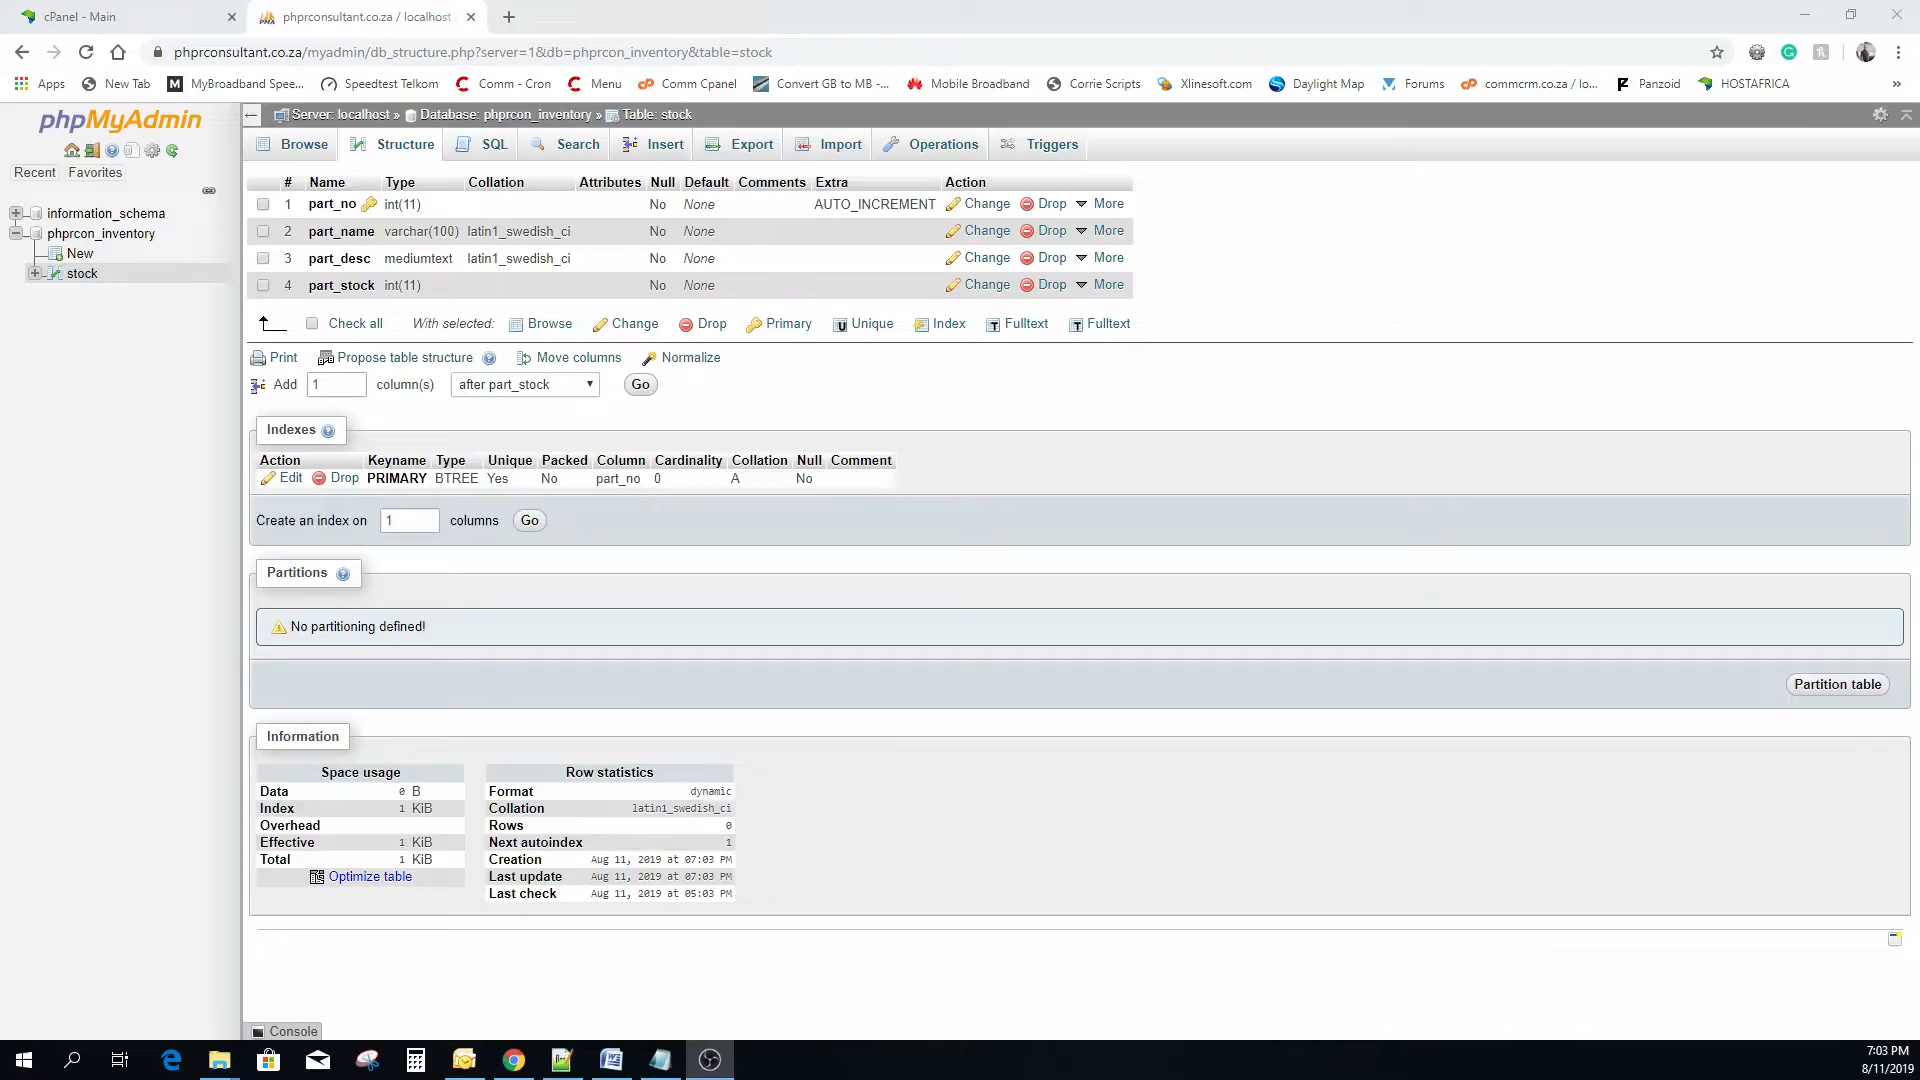 cPanel - Main
phprconsultant.co.za / localhost
phprconsultant.co.za/myadmin/db_structure.php?server=1&db=phprcon_inventory&table=stock
Apps New Tab MyBroadband Spee... Speedtest Telkom Comm - Cron Menu Comm Cpanel Convert GB to MB -... Mobile Broadband Corrie Scripts Xlinesoft.com Daylight Map Forums commcrm.co.za / lo... Panzoid HOSTAFRICA »
phpMyAdmin
Recent Favorites
information_schema
phprcon_inventory
New
stock
Server: localhost » Database: phprcon_inventory » Table: stock
Browse Structure SQL Search Insert Export Import Operations Triggers
# Name Type Collation Attributes Null Default Comments Extra Action
1 part_no int(11) No None AUTO_INCREMENT Change Drop More
2 part_name varchar(100) latin1_swedish_ci No None Change Drop More
3 part_desc mediumtext latin1_swedish_ci No None Change Drop More
4 part_stock int(11) No None Change Drop More
Check all With selected: Browse Change Drop Primary Unique Index Fulltext Fulltext
Print Propose table structure Move columns Normalize
Add 1 column(s) after part_stock Go
Indexes
Action Keyname Type Unique Packed Column Cardinality Collation Null Comment
Edit Drop PRIMARY BTREE Yes No part_no 0 A No
Create an index on 1 columns Go
Partitions
No partitioning defined!
Partition table
Information
Space usage
Data 0 B
Index 1 KiB
Overhead
Effective 1 KiB
Total 1 KiB
Optimize table
Row statistics
Format dynamic
Collation latin1_swedish_ci
Rows 0
Next autoindex 1
Creation Aug 11, 2019 at 07:03 PM
Last update Aug 11, 2019 at 07:03 PM
Last check Aug 11, 2019 at 05:03 PM
Console
7:03 PM
8/11/2019